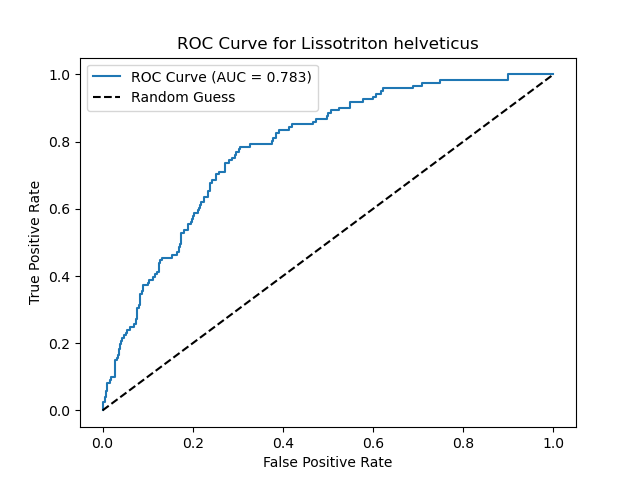 ROC Curve for Lissotriton helveticus
ROC Curve (AUC = 0.783)
Random Guess
True Positive Rate
1.0
0.8
0.6
0.4
0.2
0.0
0.0 0.2 0.4 0.6 0.8 1.0
False Positive Rate